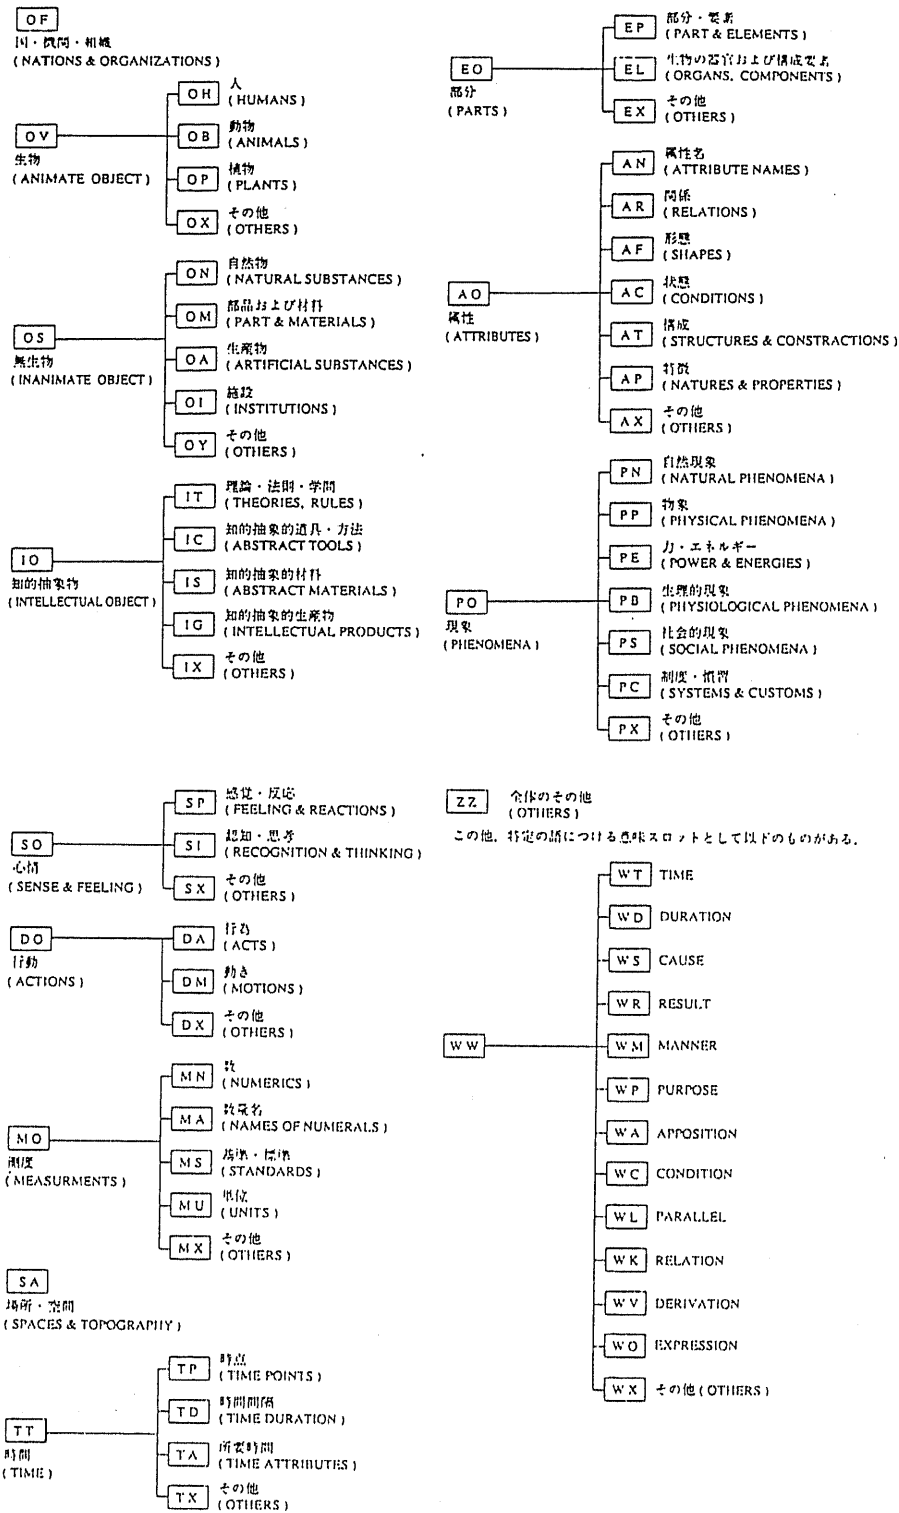 OF
国・機関・組織
(NATIONS & ORGANIZATIONS)
OV
生物
(ANIMATE OBJECT)
OH
人
(HUMANS)
OB
動物
(ANIMALS)
OP
植物
(PLANTS)
OX
その他
(OTHERS)
OS
無生物
(INANIMATE OBJECT)
ON
自然物
(NATURAL SUBSTANCES)
OM
部品および材料
(PART & MATERIALS)
OA
生産物
(ARTIFICIAL SUBSTANCES)
OI
施設
(INSTITUTIONS)
OY
その他
(OTHERS)
IO
知的抽象物
(INTELLECTUAL OBJECT)
IT
理論・法則・学問
(THEORIES, RULES)
IC
知的抽象的道具・方法
(ABSTRACT TOOLS)
IS
知的抽象的材料
(ABSTRACT MATERIALS)
IG
知的抽象的生産物
(INTELLECTUAL PRODUCTS)
IX
その他
(OTHERS)
EO
部分
(PARTS)
EP
部分・要素
(PART & ELEMENTS)
EL
生物の器官および構成要素
(ORGANS, COMPONENTS)
EX
その他
(OTHERS)
AO
属性
(ATTRIBUTES)
AN
属性名
(ATTRIBUTE NAMES)
AR
関係
(RELATIONS)
AF
形態
(SHAPES)
AC
状態
(CONDITIONS)
AT
構成
(STRUCTURES & CONSTRACTIONS)
AP
特徴
(NATURES & PROPERTIES)
AX
その他
(OTHERS)
PO
現象
(PHENOMENA)
PN
自然現象
(NATURAL PHENOMENA)
PP
物象
(PHYSICAL PHENOMENA)
PE
力・エネルギー
(POWER & ENERGIES)
PB
生理的現象
(PHYSIOLOGICAL PHENOMENA)
PS
社会的現象
(SOCIAL PHENOMENA)
PC
制度・慣習
(SYSTEMS & CUSTOMS)
PX
その他
(OTHERS)
SO
心情
(SENSE & FEELING)
SP
感覚・反応
(FEELING & REACTIONS)
SI
認知・思考
(RECOGNITION & THINKING)
SX
その他
(OTHERS)
DO
行動
(ACTIONS)
DA
行為
(ACTS)
DM
動き
(MOTIONS)
DX
その他
(OTHERS)
MO
測度
(MEASURMENTS)
MN
数
(NUMERICS)
MA
数量名
(NAMES OF NUMERALS)
MS
基準・標準
(STANDARDS)
MU
単位
(UNITS)
MX
その他
(OTHERS)
SA
場所・空間
(SPACES & TOPOGRAPHY)
TT
時間
(TIME)
TP
時点
(TIME POINTS)
TD
時間間隔
(TIME DURATION)
TA
所要時間
(TIME ATTRIBUTES)
TX
その他
(OTHERS)
ZZ
全体のその他
(OTHERS)
この他，特定の語につける意味スロットとして以下のものがある．
WW
WT TIME
WD DURATION
WS CAUSE
WR RESULT
WM MANNER
WP PURPOSE
WA APPOSITION
WC CONDITION
WL PARALLEL
WK RELATION
WV DERIVATION
WO EXPRESSION
WX その他(OTHERS)